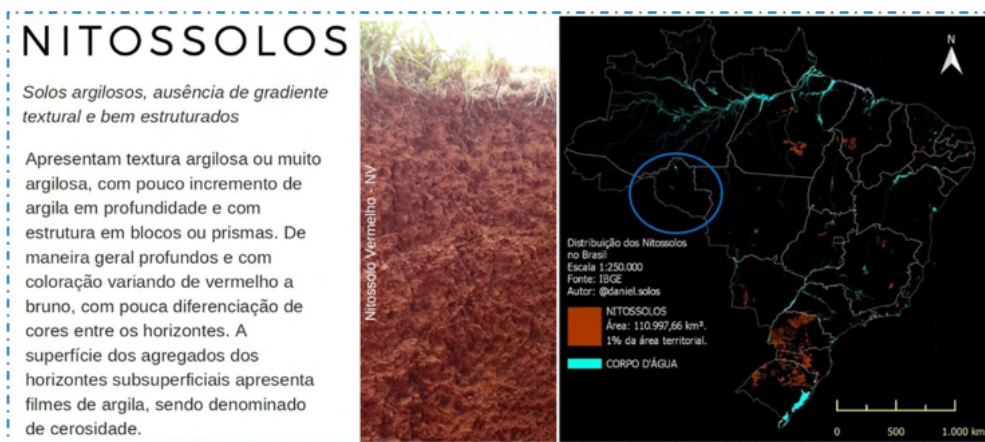 NITOSSOLOS
Solos argilosos, ausência de gradiente
textural e bem estruturados
Apresentam textura argilosa ou muito
argilosa, com pouco incremento de
argila em profundidade e com
estrutura em blocos ou prismas. De
maneira geral profundos e com
coloração variando de vermelho a
bruno, com pouca diferenciação de
cores entre os horizontes. A
superfície dos agregados dos
horizontes subsuperficiais apresenta
filmes de argila, sendo denominado
de cerosidade.
Nitossolo Vermelho - NV
N
Distribuição dos Nitossolos
no Brasil
Escala 1:250.000
Fonte: IBGE
Autor: @daniel.solos
NITOSSOLOS
Área: 110.997,66 km².
1% da área territorial.
CORPO D'ÁGUA
0 500 1.000 km